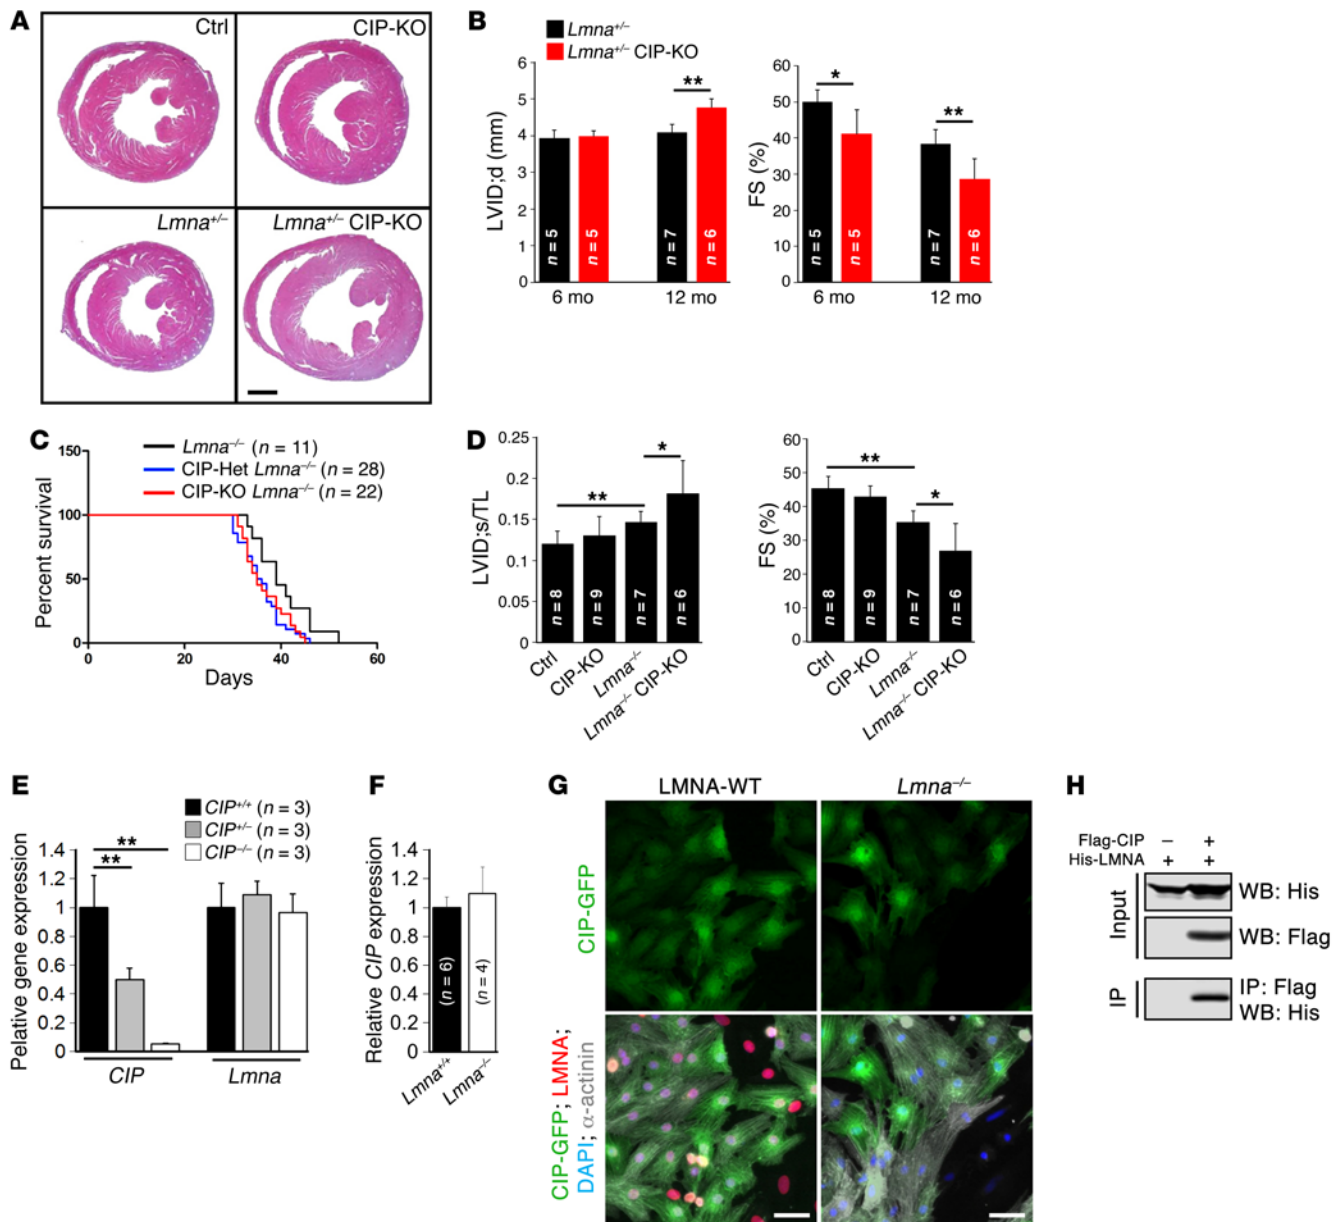 A
Ctrl
CIP-KO
Lmna+/–
Lmna+/– CIP-KO
B
Lmna+/–
Lmna+/– CIP-KO
LVID;d (mm)
6
5
4
3
2
1
0
**
n = 5
n = 5
n = 7
n = 6
6 mo
12 mo
FS (%)
60
50
40
30
20
10
0
*
**
n = 5
n = 5
n = 7
n = 6
6 mo
12 mo
C
Lmna–/– (n = 11)
CIP-Het Lmna–/– (n = 28)
CIP-KO Lmna–/– (n = 22)
Percent survival
150
100
50
0
0
20
40
60
Days
D
LVID;s/TL
0.25
0.2
0.15
0.1
0.05
0
**
*
n = 8
n = 9
n = 7
n = 6
Ctrl
CIP-KO
Lmna–/–
Lmna–/– CIP-KO
FS (%)
60
50
40
30
20
10
0
**
*
n = 8
n = 9
n = 7
n = 6
Ctrl
CIP-KO
Lmna–/–
Lmna–/– CIP-KO
E
CIP+/+ (n = 3)
CIP+/– (n = 3)
CIP–/– (n = 3)
Pelative gene expression
1.4
1.2
1
0.8
0.6
0.4
0.2
0
**
**
CIP
Lmna
F
Relative CIP expression
1.4
1.2
1
0.8
0.6
0.4
0.2
0
(n = 6)
(n = 4)
Lmna+/+
Lmna–/–
G
LMNA-WT
Lmna–/–
CIP-GFP
CIP-GFP; LMNA;
DAPI; α-actinin
H
Flag-CIP – +
His-LMNA + +
Input
WB: His
WB: Flag
IP
IP: Flag
WB: His